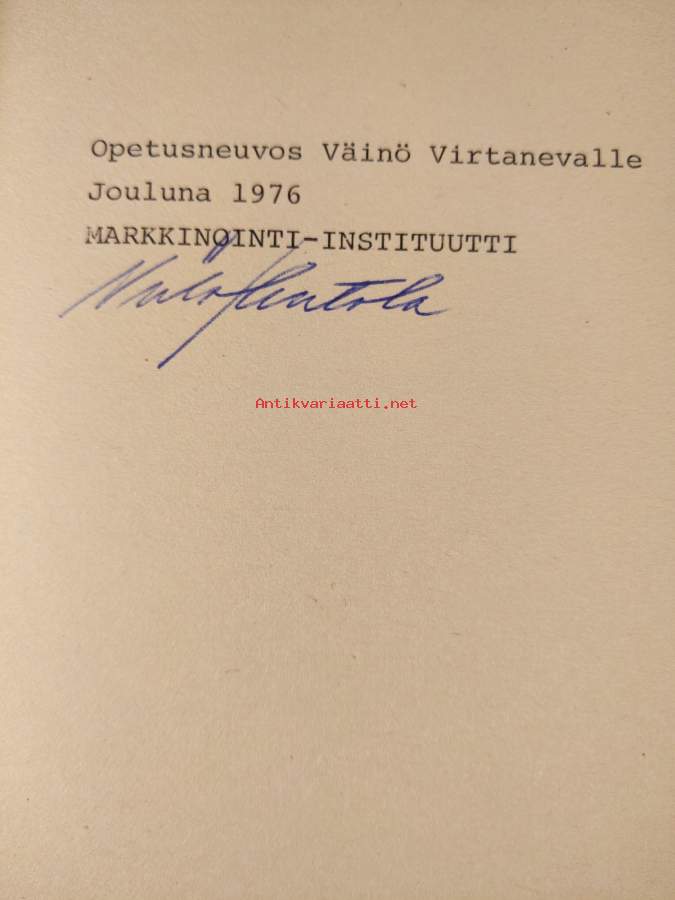 Opetusneuvos Väinö Virtanevalle
Jouluna 1976
MARKKINOINTI-INSTITUUTTI
Antikvariaatti.net